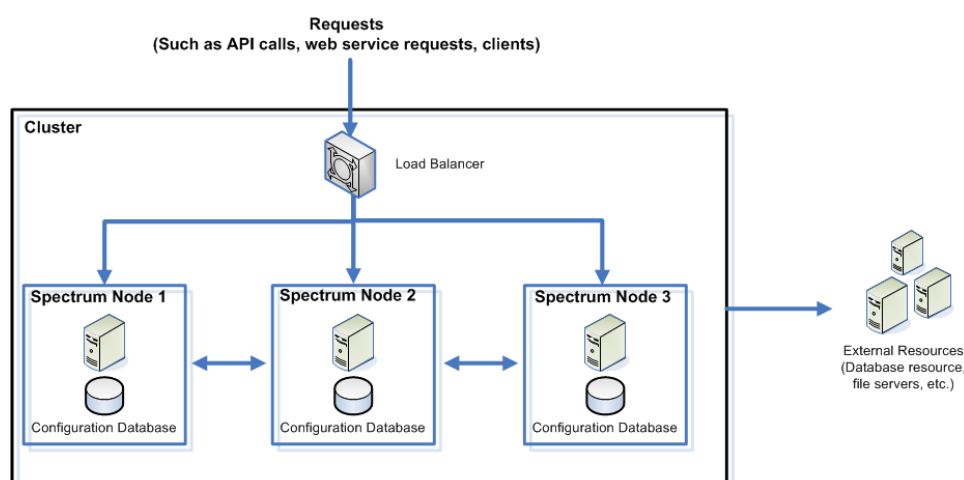 Requests
(Such as API calls, web service requests, clients)
Cluster
Load Balancer
Spectrum Node 1
Spectrum Node 2
Spectrum Node 3
Configuration Database
Configuration Database
Configuration Database
External Resources
(Database resource,
file servers, etc.)